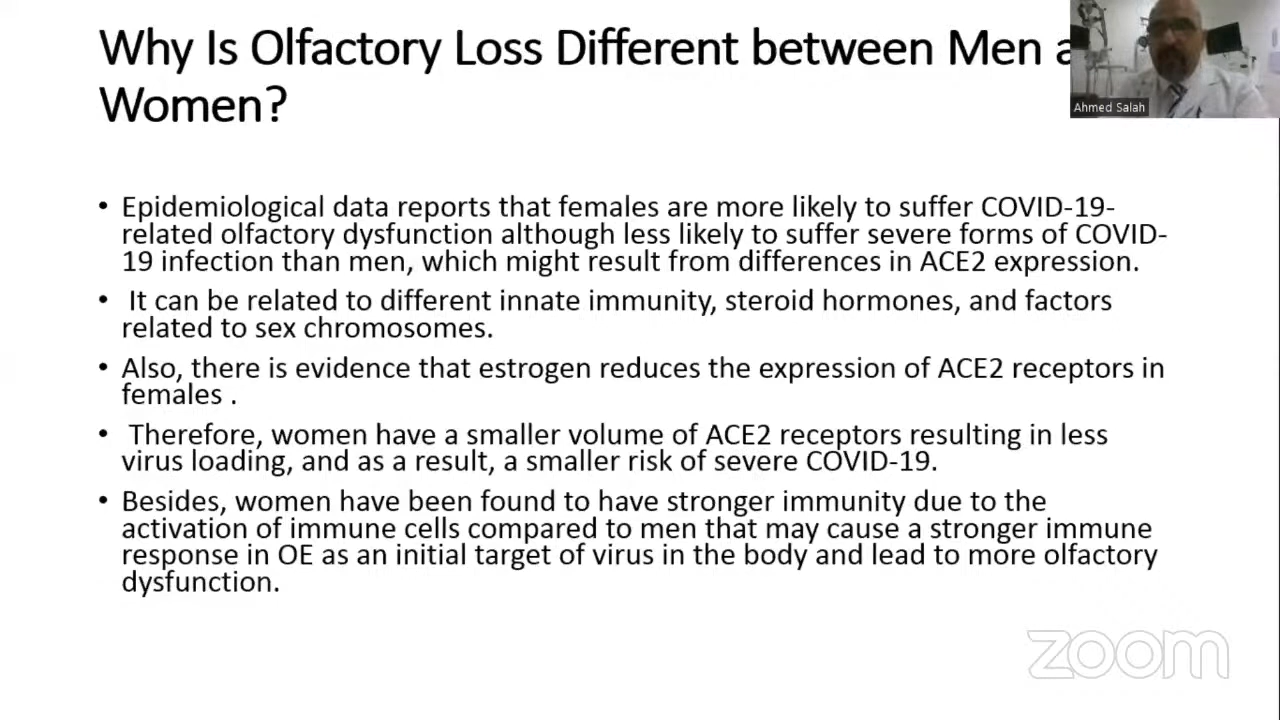 Why Is Olfactory Loss Different between Men a
Women?
Ahmed Salah
• Epidemiological data reports that females are more likely to suffer COVID-19-
related olfactory dysfunction although less likely to suffer severe forms of COVID-
19 infection than men, which might result from differences in ACE2 expression.
• It can be related to different innate immunity, steroid hormones, and factors
related to sex chromosomes.
• Also, there is evidence that estrogen reduces the expression of ACE2 receptors in
females .
• Therefore, women have a smaller volume of ACE2 receptors resulting in less
virus loading, and as a result, a smaller risk of severe COVID-19.
• Besides, women have been found to have stronger immunity due to the
activation of immune cells compared to men that may cause a stronger immune
response in OE as an initial target of virus in the body and lead to more olfactory
dysfunction.
zoom